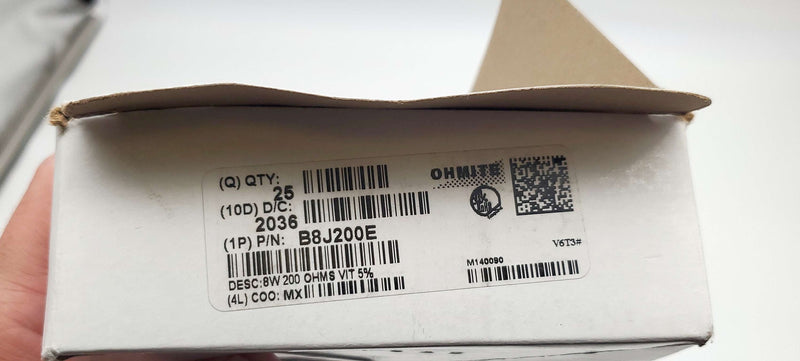 (Q) QTY:
25
(10D) D/C:
2036
(1P) P/N: B8J200E
DESC:8W 200 OHMS VIT 5%
(4L) COO: MX
OHMITE
V6T3#
M140090